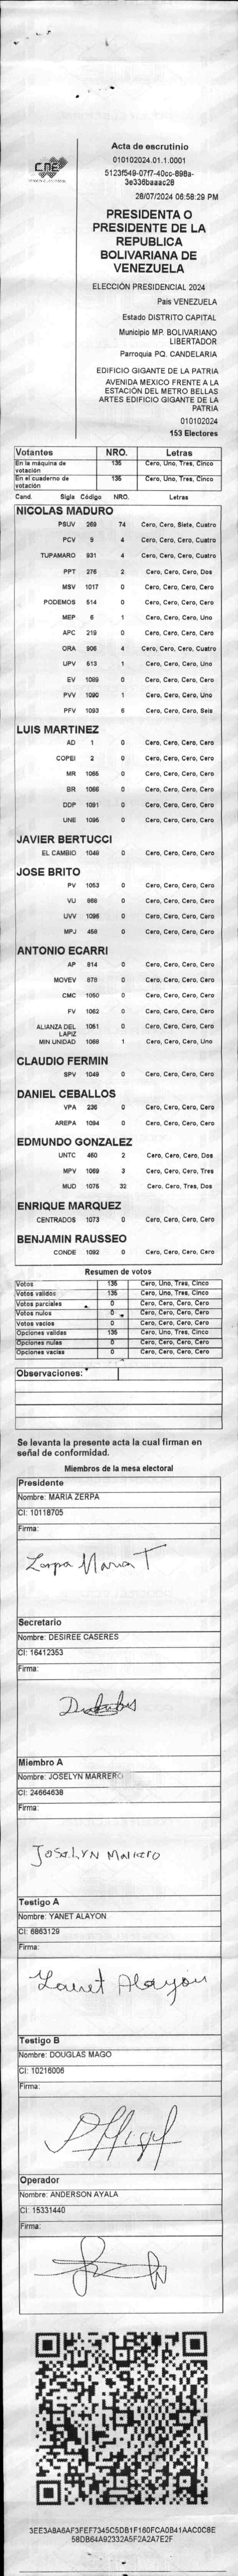 CNE
Acta de escrutinio
010102024.01.1.0001
5123f549-07f7-40cc-898a-
3e336baaac28
28/07/2024 06:58:29 PM
PRESIDENTA O
PRESIDENTE DE LA
REPUBLICA
BOLIVARIANA DE
VENEZUELA
ELECCIÓN PRESIDENCIAL 2024
Pais VENEZUELA
Estado DISTRITO CAPITAL
Municipio MP. BOLIVARIANO
LIBERTADOR
Parroquia PQ. CANDELARIA
EDIFICIO GIGANTE DE LA PATRIA
AVENIDA MEXICO FRENTE A LA
ESTACIÓN DEL METRO BELLAS
ARTES EDIFICIO GIGANTE DE LA
PATRIA
010102024
153 Electores
Votantes NRO. Letras
En la máquina de votación 135 Cero, Uno, Tres, Cinco
En el cuaderno de votación 135 Cero, Uno, Tres, Cinco
Cand. Sigla Código NRO. Letras
NICOLAS MADURO
PSUV 269 74 Cero, Cero, Siete, Cuatro
PCV 9 4 Cero, Cero, Cero, Cuatro
TUPAMARO 931 4 Cero, Cero, Cero, Cuatro
PPT 276 2 Cero, Cero, Cero, Dos
MSV 1017 0 Cero, Cero, Cero, Cero
PODEMOS 514 0 Cero, Cero, Cero, Cero
MEP 6 1 Cero, Cero, Cero, Uno
APC 219 0 Cero, Cero, Cero, Cero
ORA 906 4 Cero, Cero, Cero, Cuatro
UPV 513 1 Cero, Cero, Cero, Uno
EV 1089 0 Cero, Cero, Cero, Cero
PVV 1090 1 Cero, Cero, Cero, Uno
PFV 1093 6 Cero, Cero, Cero, Seis
LUIS MARTINEZ
AD 1 0 Cero, Cero, Cero, Cero
COPEI 2 0 Cero, Cero, Cero, Cero
MR 1065 0 Cero, Cero, Cero, Cero
BR 1066 0 Cero, Cero, Cero, Cero
DDP 1091 0 Cero, Cero, Cero, Cero
UNE 1095 0 Cero, Cero, Cero, Cero
JAVIER BERTUCCI
EL CAMBIO 1049 0 Cero, Cero, Cero, Cero
JOSE BRITO
PV 1053 0 Cero, Cero, Cero, Cero
VU 868 0 Cero, Cero, Cero, Cero
UVV 1096 0 Cero, Cero, Cero, Cero
MPJ 458 0 Cero, Cero, Cero, Cero
ANTONIO ECARRI
AP 814 0 Cero, Cero, Cero, Cero
MOVEV 878 0 Cero, Cero, Cero, Cero
CMC 1050 0 Cero, Cero, Cero, Cero
FV 1062 0 Cero, Cero, Cero, Cero
ALIANZA DEL LAPIZ 1051 0 Cero, Cero, Cero, Cero
MIN UNIDAD 1068 1 Cero, Cero, Cero, Uno
CLAUDIO FERMIN
SPV 1049 0 Cero, Cero, Cero, Cero
DANIEL CEBALLOS
VPA 236 0 Cero, Cero, Cero, Cero
AREPA 1094 0 Cero, Cero, Cero, Cero
EDMUNDO GONZALEZ
UNTC 460 2 Cero, Cero, Cero, Dos
MPV 1069 3 Cero, Cero, Cero, Tres
MUD 1075 32 Cero, Cero, Tres, Dos
ENRIQUE MARQUEZ
CENTRADOS 1073 0 Cero, Cero, Cero, Cero
BENJAMIN RAUSSEO
CONDE 1092 0 Cero, Cero, Cero, Cero
Resumen de votos
Votos 135 Cero, Uno, Tres, Cinco
Votos validos 135 Cero, Uno, Tres, Cinco
Votos parciales 0 Cero, Cero, Cero, Cero
Votos nulos 0 Cero, Cero, Cero, Cero
Votos vacios 0 Cero, Cero, Cero, Cero
Opciones validas 135 Cero, Uno, Tres, Cinco
Opciones nulas 0 Cero, Cero, Cero, Cero
Opciones vacias 0 Cero, Cero, Cero, Cero
Observaciones:
Se levanta la presente acta la cual firman en
señal de conformidad.
Miembros de la mesa electoral
Presidente
Nombre: MARIA ZERPA
CI: 10118705
Firma:
Zerpa Maria T
Secretario
Nombre: DESIREE CASERES
CI: 16412353
Firma:
Miembro A
Nombre: JOSELYN MARRERO
CI: 24664638
Firma:
Joselyn Marrero
Testigo A
Nombre: YANET ALAYON
CI: 6863129
Firma:
Yanet Alayón
Testigo B
Nombre: DOUGLAS MAGO
CI: 10216006
Firma:
Operador
Nombre: ANDERSON AYALA
CI: 15331440
Firma:
3EE3A8A6AF3FEF7345C5DB1F160FCA0B41AAC0C8E
58DB64A92332A5F2A2A7E2F